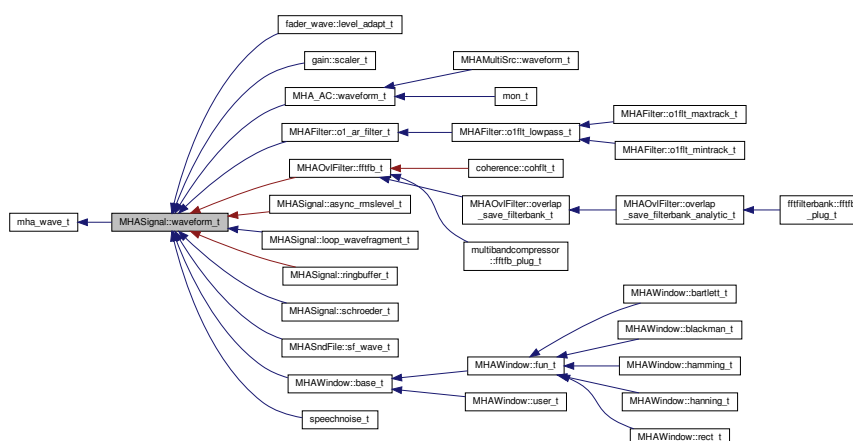 fader_wave::level_adapt_t
gain::scaler_t
MHAMultiSrc::waveform_t
MHA_AC::waveform_t
mon_t
MHAFilter::o1flt_maxtrack_t
MHAFilter::o1_ar_filter_t
MHAFilter::o1flt_lowpass_t
MHAFilter::o1flt_mintrack_t
MHAOvlFilter::fftfb_t
coherence::cohflt_t
MHASignal::async_rmslevel_t
MHAOvlFilter::overlap
_save_filterbank_t
MHAOvlFilter::overlap
_save_filterbank_analytic_t
fftfilterbank::fftfb
_plug_t
mha_wave_t
MHASignal::waveform_t
MHASignal::loop_wavefragment_t
multibandcompressor
::fftfb_plug_t
MHASignal::ringbuffer_t
MHASignal::schroeder_t
MHASndFile::sf_wave_t
MHAWindow::bartlett_t
MHAWindow::blackman_t
MHAWindow::fun_t
MHAWindow::hamming_t
MHAWindow::base_t
MHAWindow::user_t
MHAWindow::hanning_t
speechnoise_t
MHAWindow::rect_t